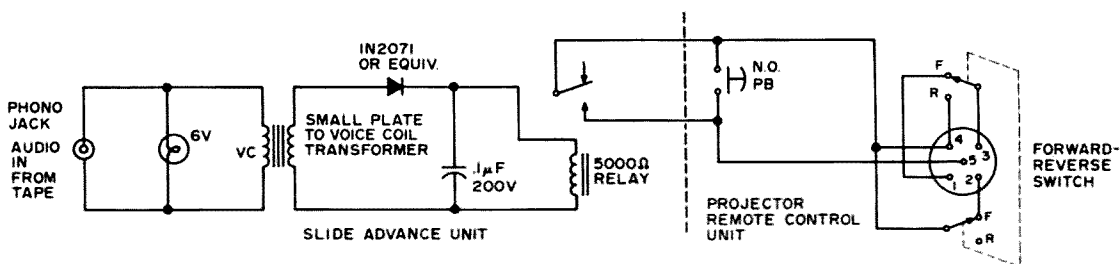 IN2071
OR EQUIV.
PHONO
JACK
AUDIO
IN
FROM
TAPE
6V
VC
SMALL PLATE
TO VOICE COIL
TRANSFORMER
.1µF
200V
5000Ω
RELAY
SLIDE ADVANCE UNIT
N.O.
PB
PROJECTOR
REMOTE CONTROL
UNIT
F
R
4
3
5
1
2
F
R
FORWARD-
REVERSE
SWITCH